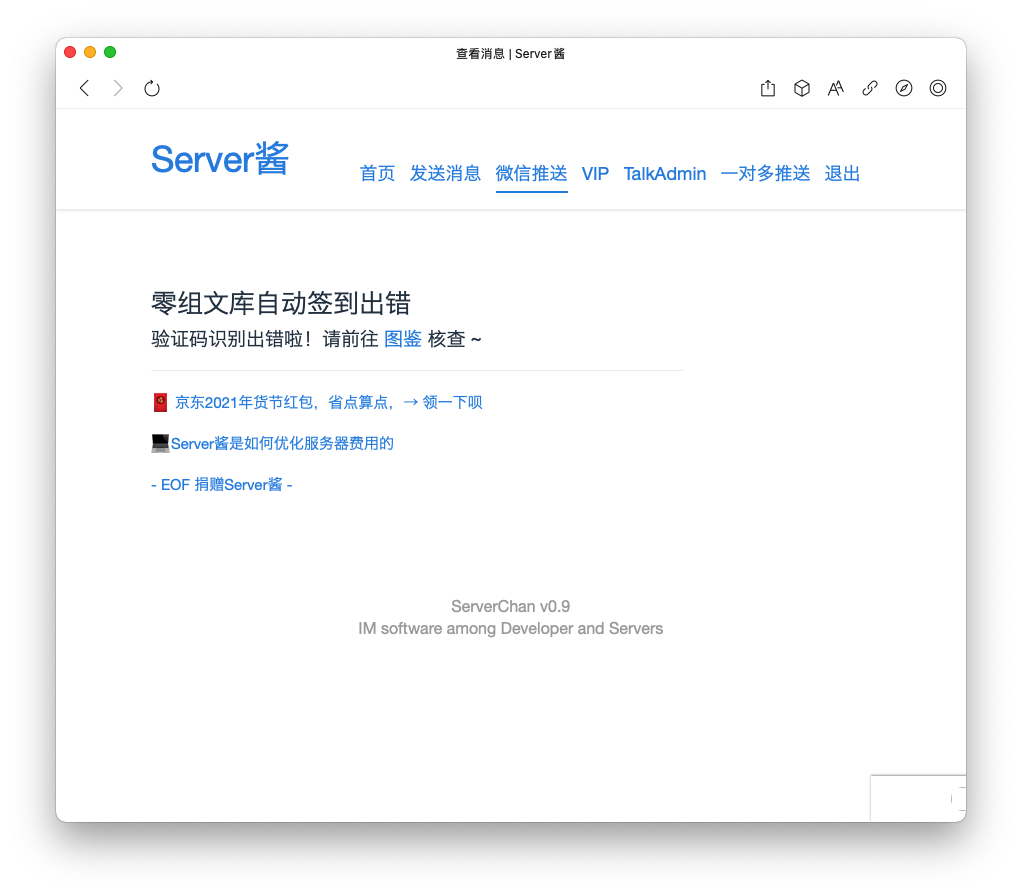 查看消息 | Server酱
Server酱
首页 发送消息 微信推送 VIP TalkAdmin 一对多推送 退出
零组文库自动签到出错
验证码识别出错啦！请前往 图鉴 核查 ~
京东2021年货节红包，省点算点，→ 领一下呗
Server酱是如何优化服务器费用的
- EOF 捐赠Server酱 -
ServerChan v0.9
IM software among Developer and Servers